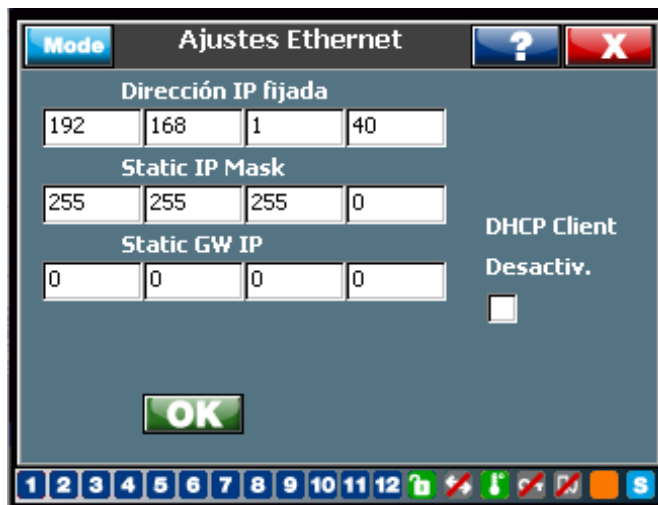 Mode Ajustes Ethernet ? X
Dirección IP fijada
192 168 1 40
Static IP Mask
255 255 255 0
Static GW IP
0 0 0 0
DHCP Client
Desactiv.
OK
1 2 3 4 5 6 7 8 9 10 11 12 S